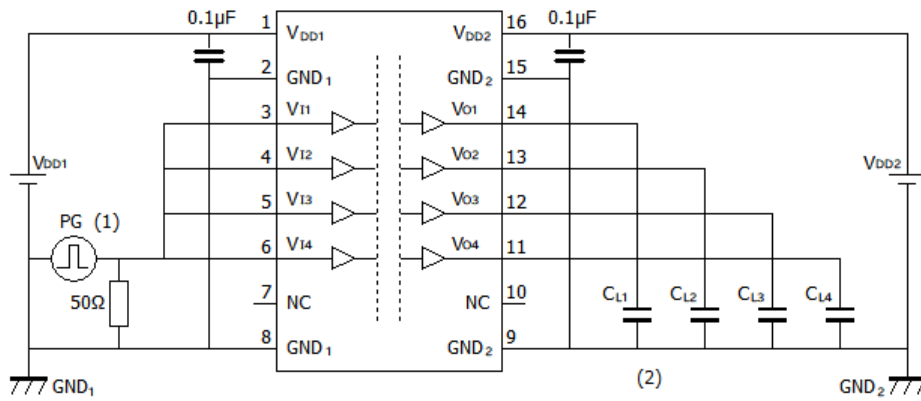 0.1μF 1 16 0.1μF
VDD1 VDD2
2 15
GND1 GND2
3 VI1 VO1 14
4 VI2 VO2 13
VDD1 VDD2
5 VI3 VO3 12
PG (1)
6 VI4 VO4 11
7 10
50Ω NC NC CL1 CL2 CL3 CL4
8 9
GND1 GND2
(2)
GND1 GND2